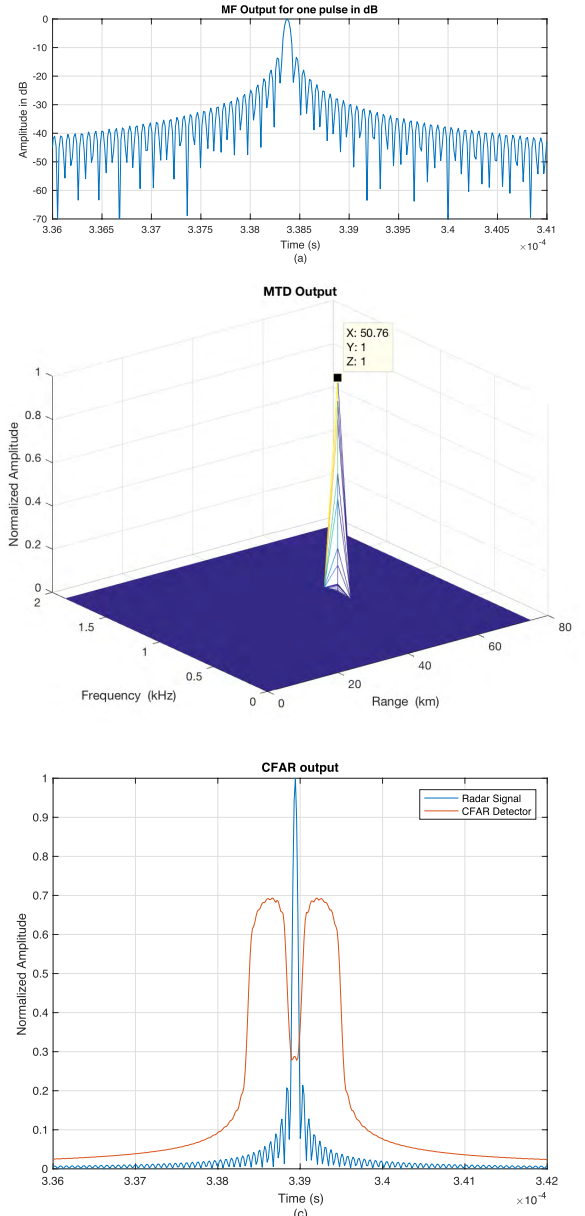 MF Output for one pulse in dB
0
-10
-20
-30
-40
-50
-60
-70
Amplitude in dB
3.36 3.365 3.37 3.375 3.38 3.385 3.39 3.395 3.4 3.405 3.41
Time (s)
×10⁻⁴
(a)
MTD Output
X: 50.76
Y: 1
Z: 1
1
0.8
0.6
0.4
0.2
0
Normalized Amplitude
2
1.5
1
0.5
0
Frequency (kHz)
0
20
40
60
80
Range (km)
CFAR output
Radar Signal
CFAR Detector
1
0.9
0.8
0.7
0.6
0.5
0.4
0.3
0.2
0.1
0
Normalized Amplitude
3.36 3.37 3.38 3.39 3.4 3.41 3.42
Time (s)
×10⁻⁴
(c)